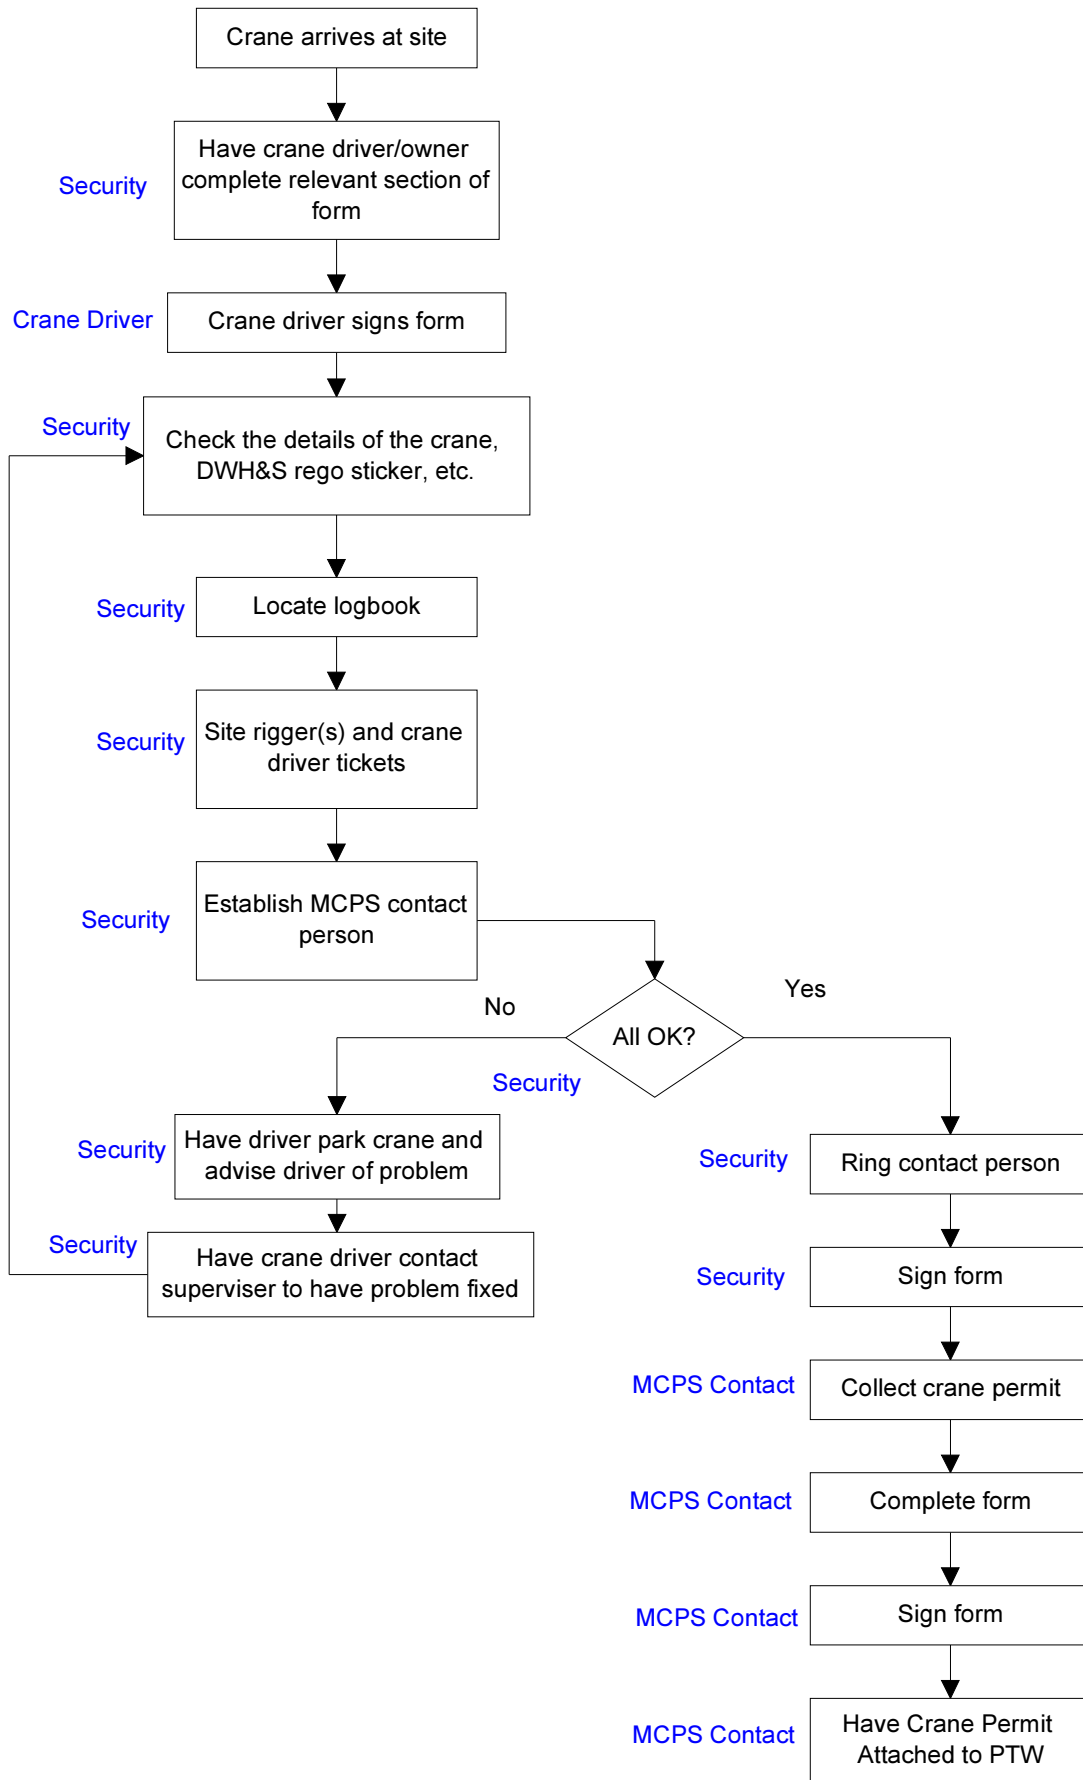 Crane arrives at site
Security
Have crane driver/owner
complete relevant section of
form
Crane Driver
Crane driver signs form
Security
Check the details of the crane,
DWH&S rego sticker, etc.
Security
Locate logbook
Security
Site rigger(s) and crane
driver tickets
Security
Establish MCPS contact
person
No
Yes
All OK?
Security
Security
Have driver park crane and
advise driver of problem
Security
Have crane driver contact
superviser to have problem fixed
Security
Ring contact person
Security
Sign form
MCPS Contact
Collect crane permit
MCPS Contact
Complete form
MCPS Contact
Sign form
MCPS Contact
Have Crane Permit
Attached to PTW